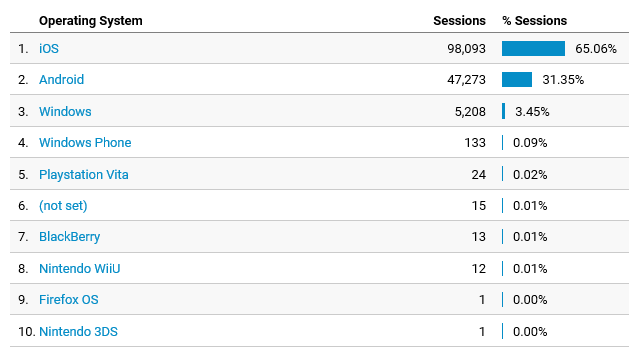 Operating System Sessions % Sessions
1. iOS 98,093 65.06%
2. Android 47,273 31.35%
3. Windows 5,208 3.45%
4. Windows Phone 133 0.09%
5. Playstation Vita 24 0.02%
6. (not set) 15 0.01%
7. BlackBerry 13 0.01%
8. Nintendo WiiU 12 0.01%
9. Firefox OS 1 0.00%
10. Nintendo 3DS 1 0.00%